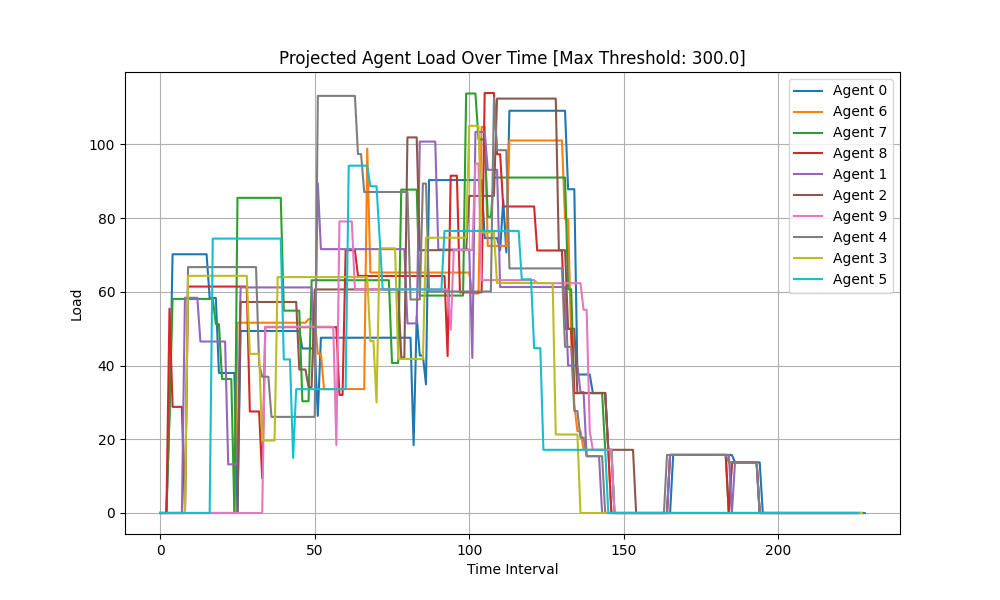 Projected Agent Load Over Time [Max Threshold: 300.0]
Load
100
80
60
40
20
0
0 50 100 150 200
Time Interval
Agent 0
Agent 6
Agent 7
Agent 8
Agent 1
Agent 2
Agent 9
Agent 4
Agent 3
Agent 5